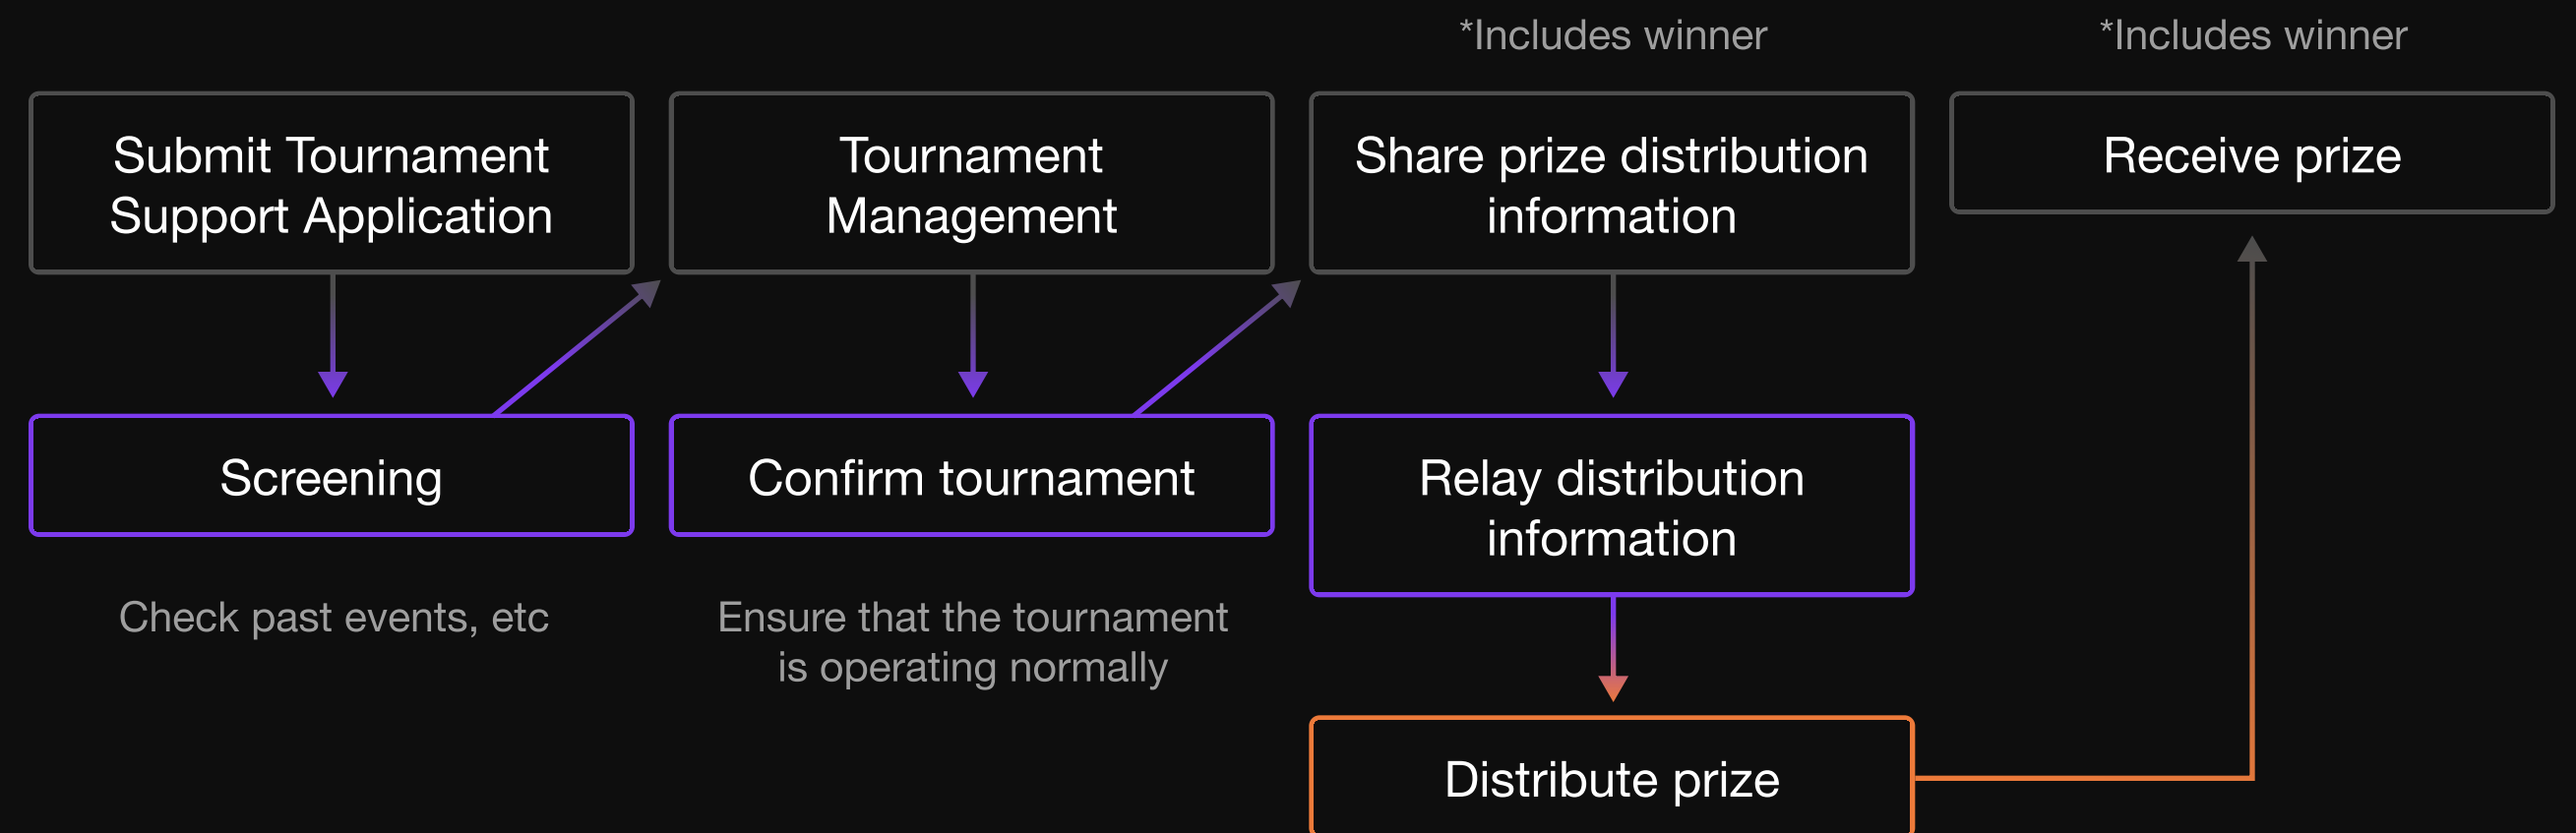 *Includes winner
*Includes winner
Submit Tournament
Support Application
Tournament
Management
Share prize distribution
information
Receive prize
Screening
Confirm tournament
Relay distribution
information
Check past events, etc
Ensure that the tournament
is operating normally
Distribute prize